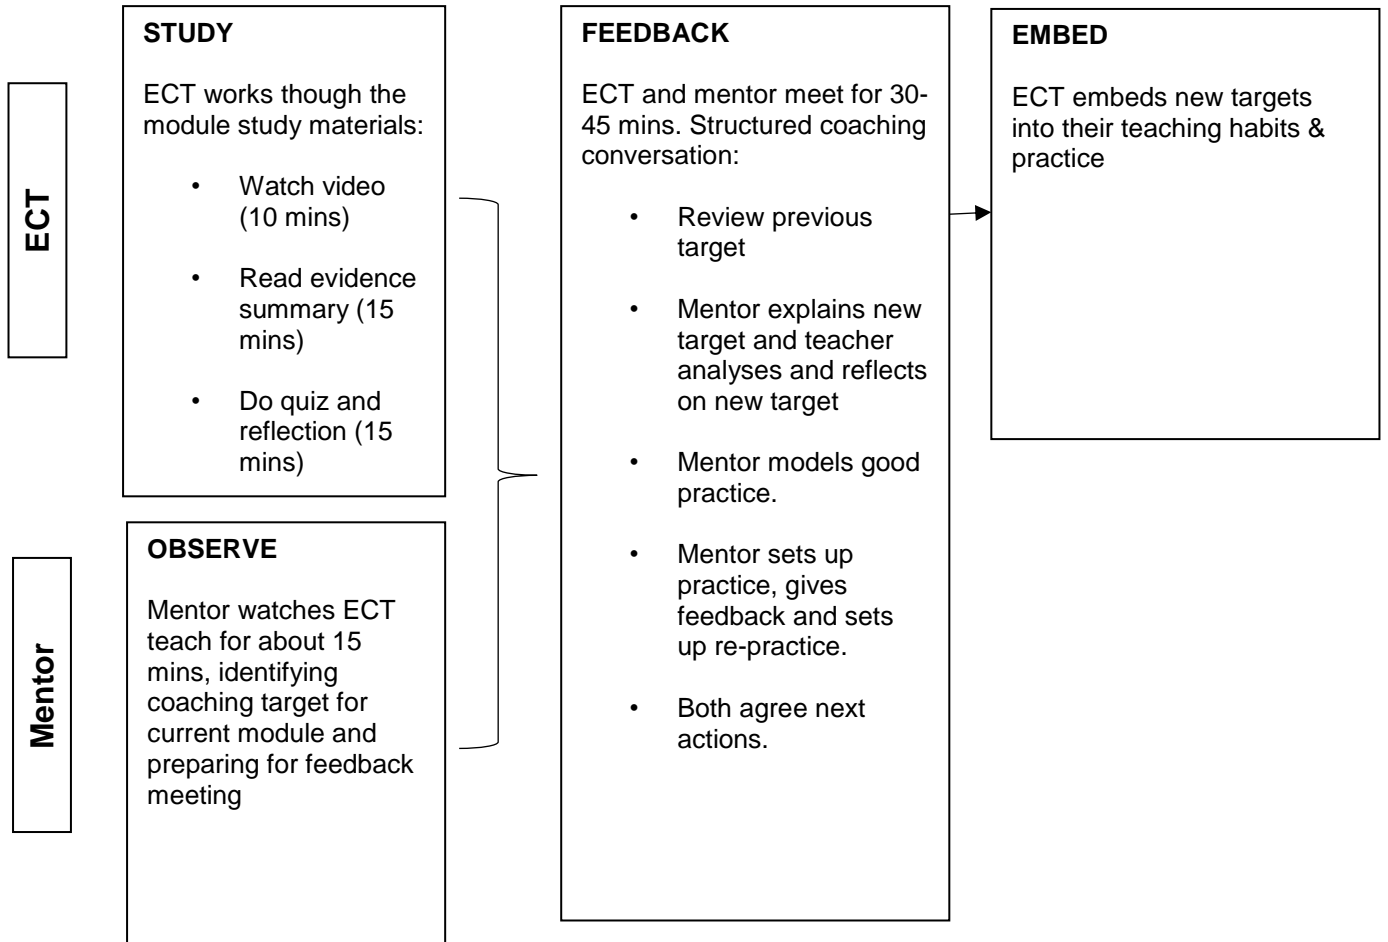 ECT
STUDY
ECT works though the
module study materials:
• Watch video
(10 mins)
• Read evidence
summary (15
mins)
• Do quiz and
reflection (15
mins)
Mentor
OBSERVE
Mentor watches ECT
teach for about 15
mins, identifying
coaching target for
current module and
preparing for feedback
meeting
FEEDBACK
ECT and mentor meet for 30-
45 mins. Structured coaching
conversation:
• Review previous
target
• Mentor explains new
target and teacher
analyses and reflects
on new target
• Mentor models good
practice.
• Mentor sets up
practice, gives
feedback and sets
up re-practice.
• Both agree next
actions.
EMBED
ECT embeds new targets
into their teaching habits &
practice